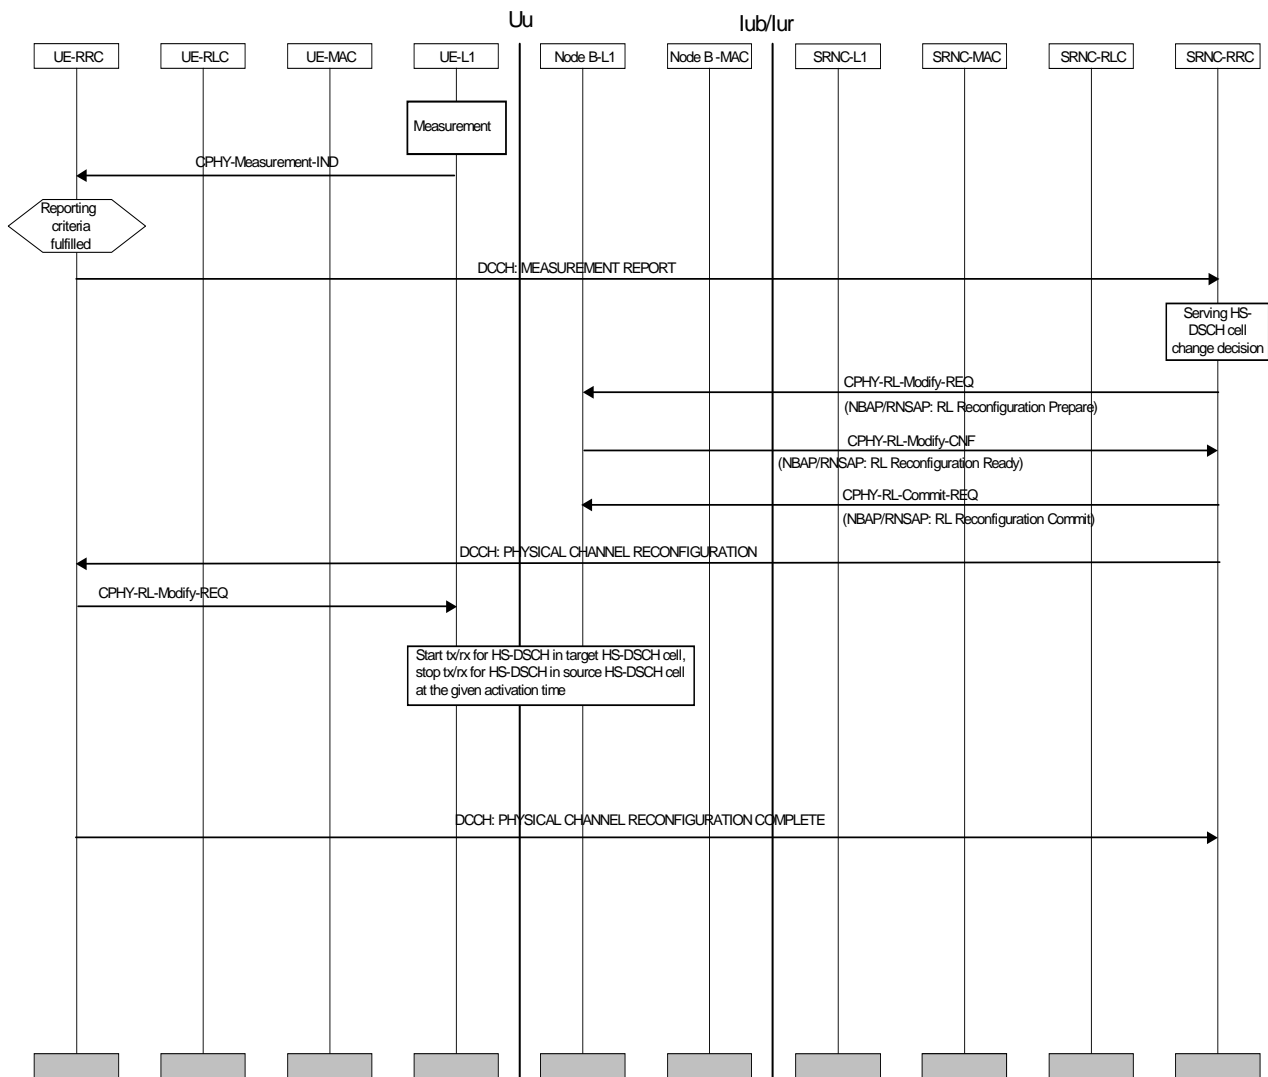 Uu
Iub/Iur
UE-RRC
UE-RLC
UE-MAC
UE-L1
Node B-L1
Node B -MAC
SRNC-L1
SRNC-MAC
SRNC-RLC
SRNC-RRC
Measurement
CPHY-Measurement-IND
Reporting
criteria
fulfilled
DCCH: MEASUREMENT REPORT
Serving HS-
DSCH cell
change decision
CPHY-RL-Modify-REQ
(NBAP/RNSAP: RL Reconfiguration Prepare)
CPHY-RL-Modify-CNF
(NBAP/RNSAP: RL Reconfiguration Ready)
CPHY-RL-Commit-REQ
(NBAP/RNSAP: RL Reconfiguration Commit)
DCCH: PHYSICAL CHANNEL RECONFIGURATION
CPHY-RL-Modify-REQ
Start tx/rx for HS-DSCH in target HS-DSCH cell,
stop tx/rx for HS-DSCH in source HS-DSCH cell
at the given activation time
DCCH: PHYSICAL CHANNEL RECONFIGURATION COMPLETE